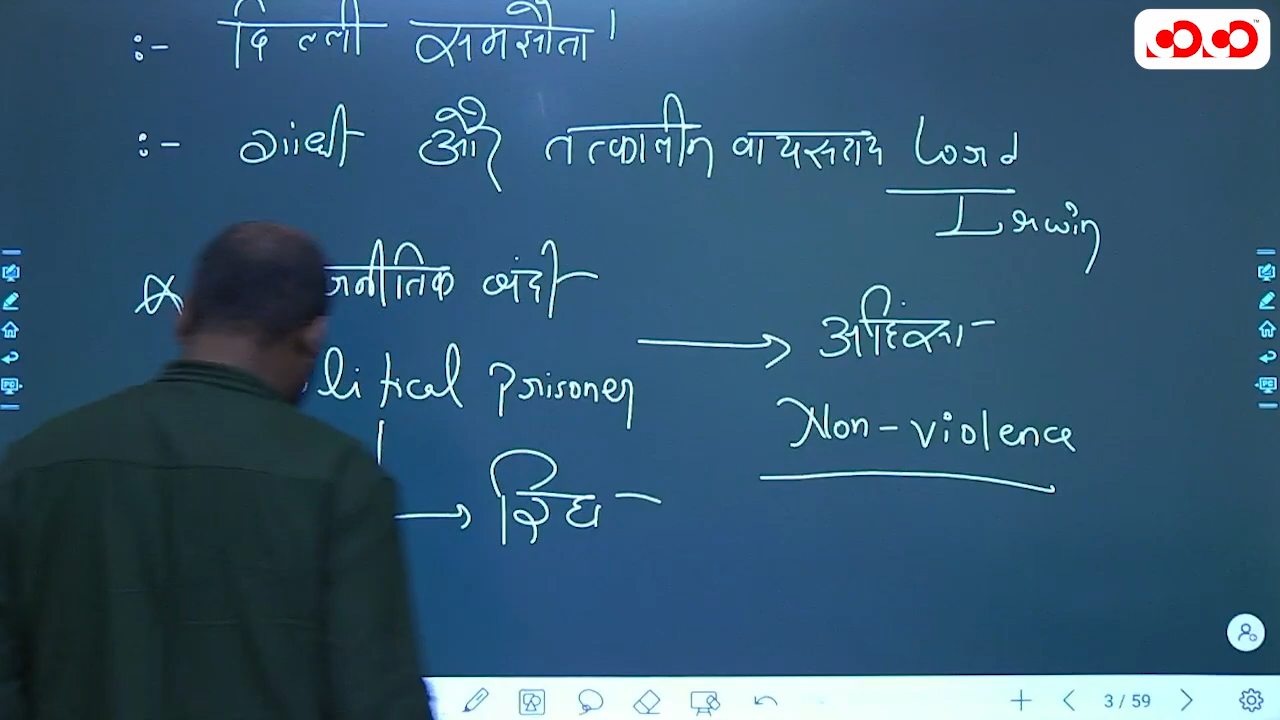 :- दिल्ली समझौता
:- गांधी और तत्कालीन वायसराय Lord
Irwin
जनीतिक बंदी
→ अहिंसा
litical prisoner
Non-violence
→
3 / 59